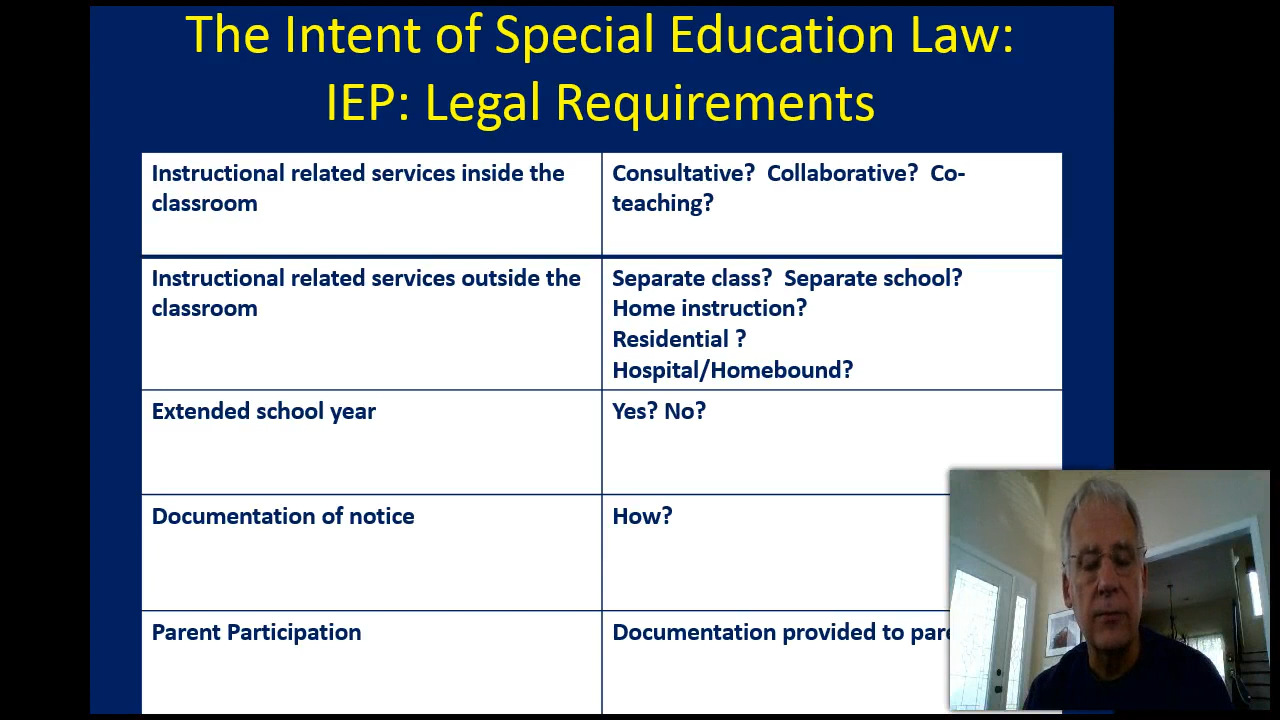 The Intent of Special Education Law:
IEP: Legal Requirements
Instructional related services inside the
classroom
Consultative?  Collaborative?  Co-
teaching?
Instructional related services outside the
classroom
Separate class?  Separate school?
Home instruction?
Residential ?
Hospital/Homebound?
Extended school year
Yes? No?
Documentation of notice
How?
Parent Participation
Documentation provided to